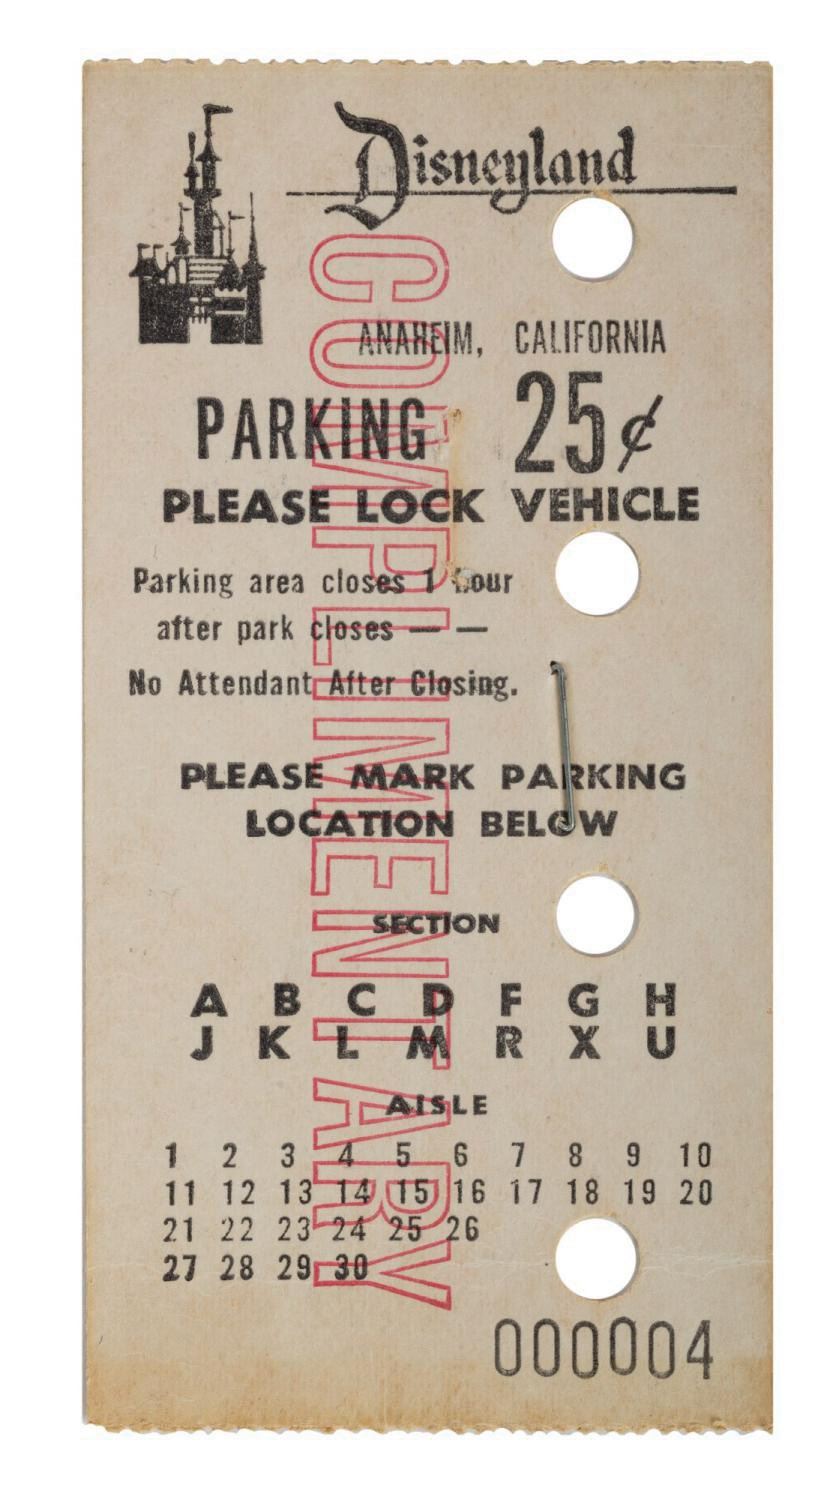 Disneyland
ANAHEIM, CALIFORNIA
PARKING 25¢
PLEASE LOCK VEHICLE
Parking area closes 1 hour
after park closes — —
No Attendant After Closing.
PLEASE MARK PARKING
LOCATION BELOW
SECTION
A B C D F G H
J K L M R X U
AISLE
1 2 3 4 5 6 7 8 9 10
11 12 13 14 15 16 17 18 19 20
21 22 23 24 25 26
27 28 29 30
000004
COMPLIMENTARY